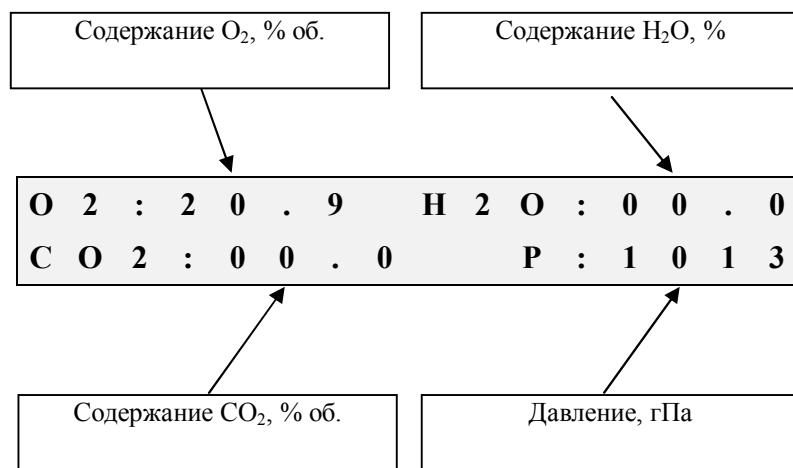 Содержание O₂, % об.
Содержание H₂O, %
O2:20.9 H2O:00.0
CO2:00.0 P:1013
Содержание CO₂, % об.
Давление, гПа